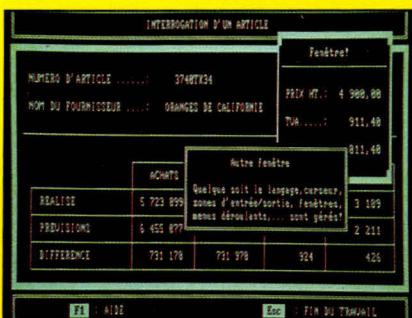 INTERROGATION D'UN ARTICLE
Fenêtre!
NUMERO D'ARTICLE ......: 3740TX34
PRIX HT.: 4 900,00
NOM DU FOURNISSEUR ....: ORANGES DE CALIFORNIE
TVA ....: 911,40
811,40
Autre fenêtre
ACHATS
Quelque soit le langage,curseur,
zones d'entrée/sortie, fenêtres,
menus déroulants,... sont gérés!
REALISE 5 723 899 3 189
PREVISIONS 6 455 077 2 211
DIFFERENCE 731 178 731 978 924 426
F1 : AIDE Esc : FIN DU TRAVAIL